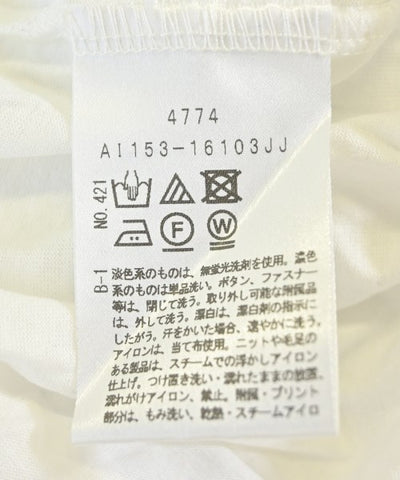 4774
AI153-16103JJ
NO.421
F
W
B-1
淡色系のものは、無蛍光洗剤を使用。濃色
系のものは単品洗い。ボタン、ファスナー
等は、閉じて洗う。取り外し可能な附属品
は、外して洗う。漂白は、漂白剤の指示に
したがう。汗をかいた場合、速やかに洗う。
アイロンは、当て布使用。ニットや毛足の
ある製品は、スチームでの浮かしアイロン
仕上げ。つけ置き洗い・濡れたままの放置、
濡れがけアイロン、禁止。附属・プリント
部分は、もみ洗い、乾熱・スチームアイロ